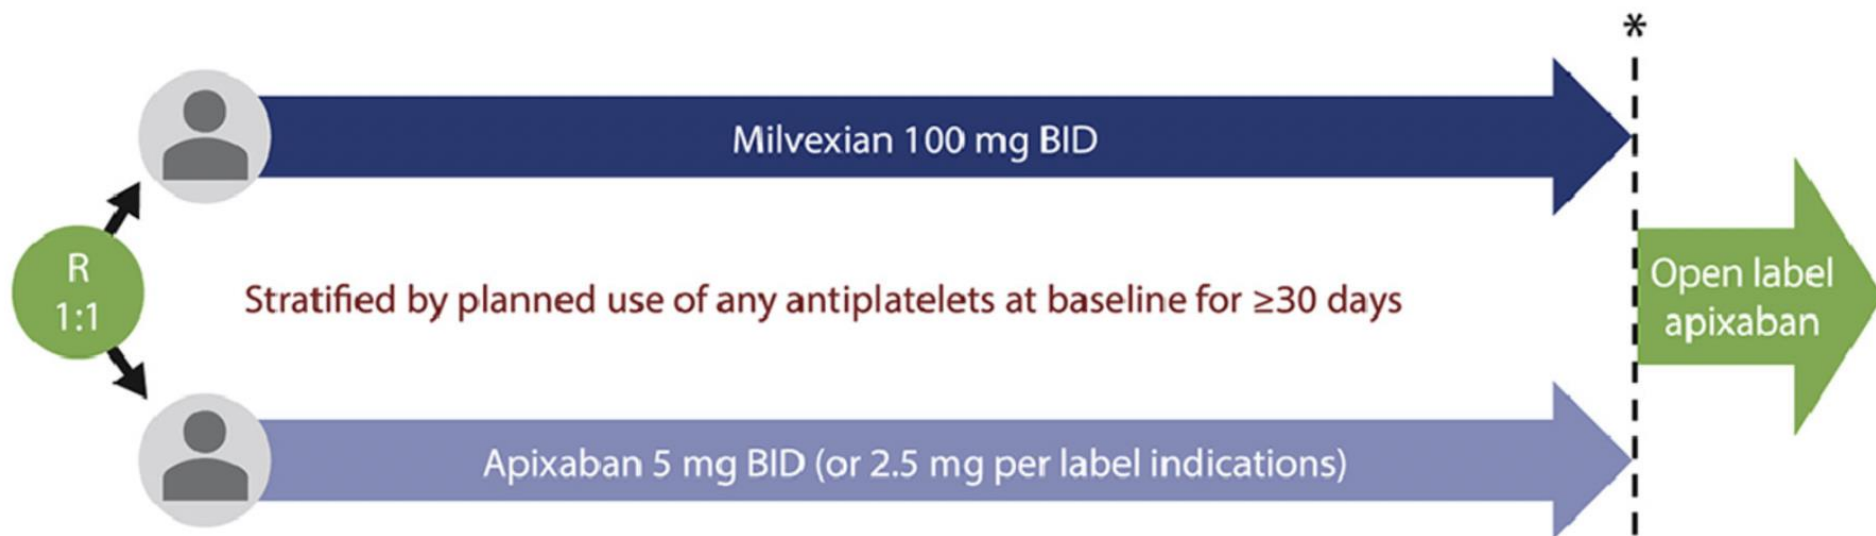 *
Milvexian 100 mg BID
R
1:1
Stratified by planned use of any antiplatelets at baseline for ≥30 days
Open label
apixaban
Apixaban 5 mg BID (or 2.5 mg per label indications)